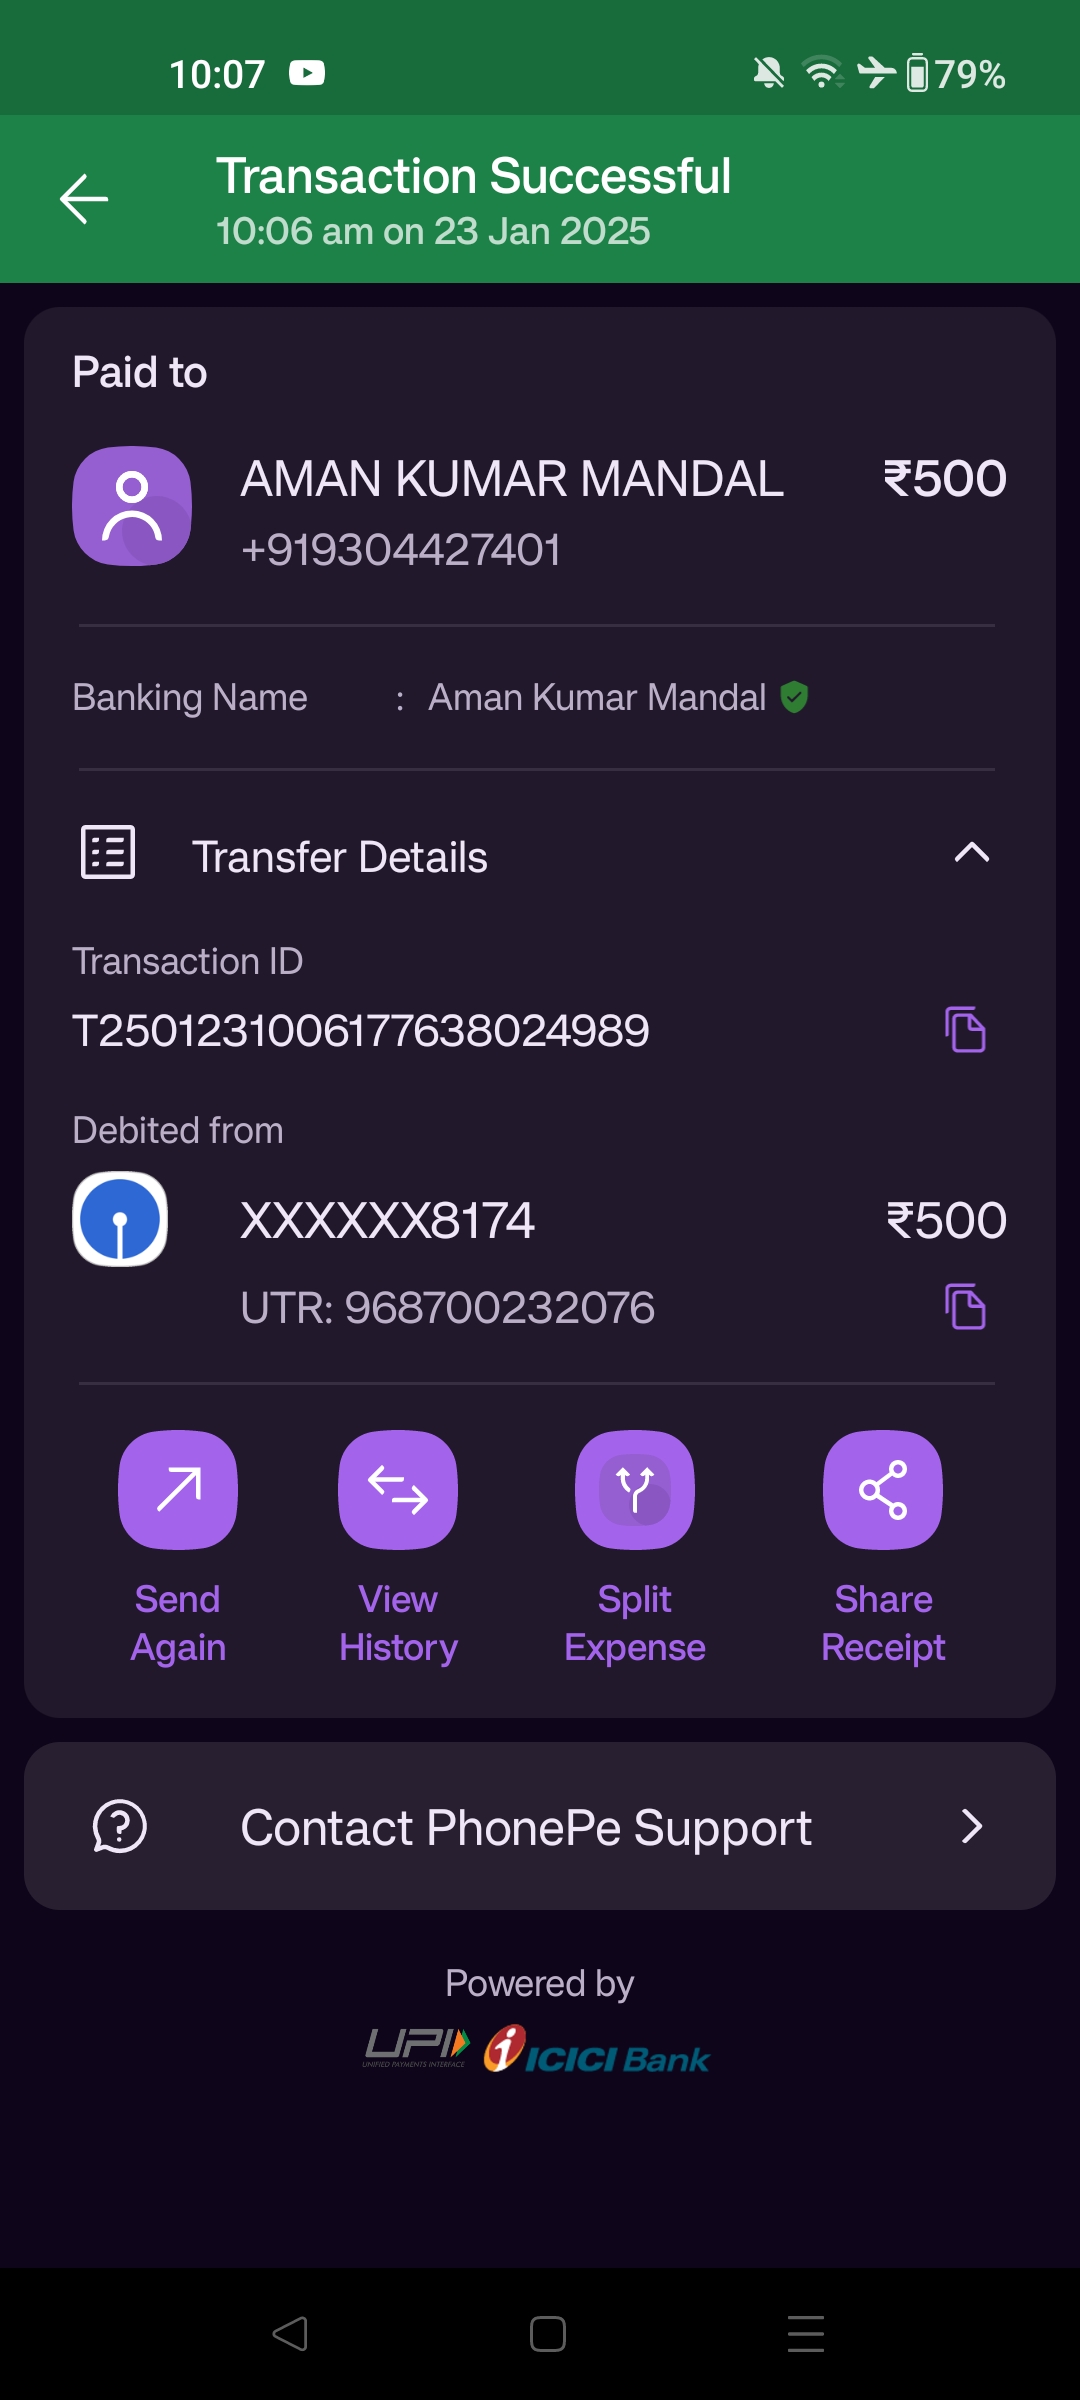 10:07
79%
Transaction Successful
10:06 am on 23 Jan 2025
Paid to
AMAN KUMAR MANDAL ₹500
+919304427401
Banking Name : Aman Kumar Mandal
Transfer Details
Transaction ID
T2501231006177638024989
Debited from
XXXXXX8174 ₹500
UTR: 968700232076
Send Again
View History
Split Expense
Share Receipt
Contact PhonePe Support
Powered by
UPI
UNIFIED PAYMENTS INTERFACE
ICICI Bank